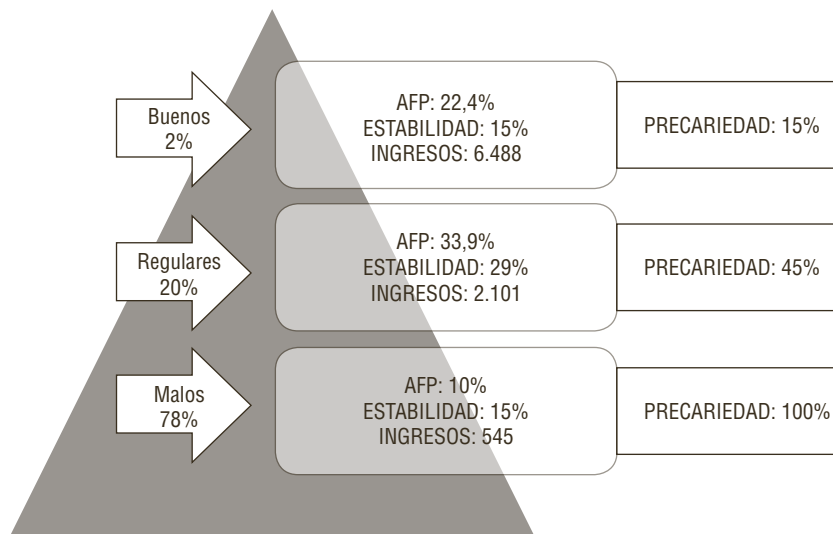 Buenos
2%
AFP: 22,4%
ESTABILIDAD: 15%
INGRESOS: 6.488
PRECARIEDAD: 15%
Regulares
20%
AFP: 33,9%
ESTABILIDAD: 29%
INGRESOS: 2.101
PRECARIEDAD: 45%
Malos
78%
AFP: 10%
ESTABILIDAD: 15%
INGRESOS: 545
PRECARIEDAD: 100%